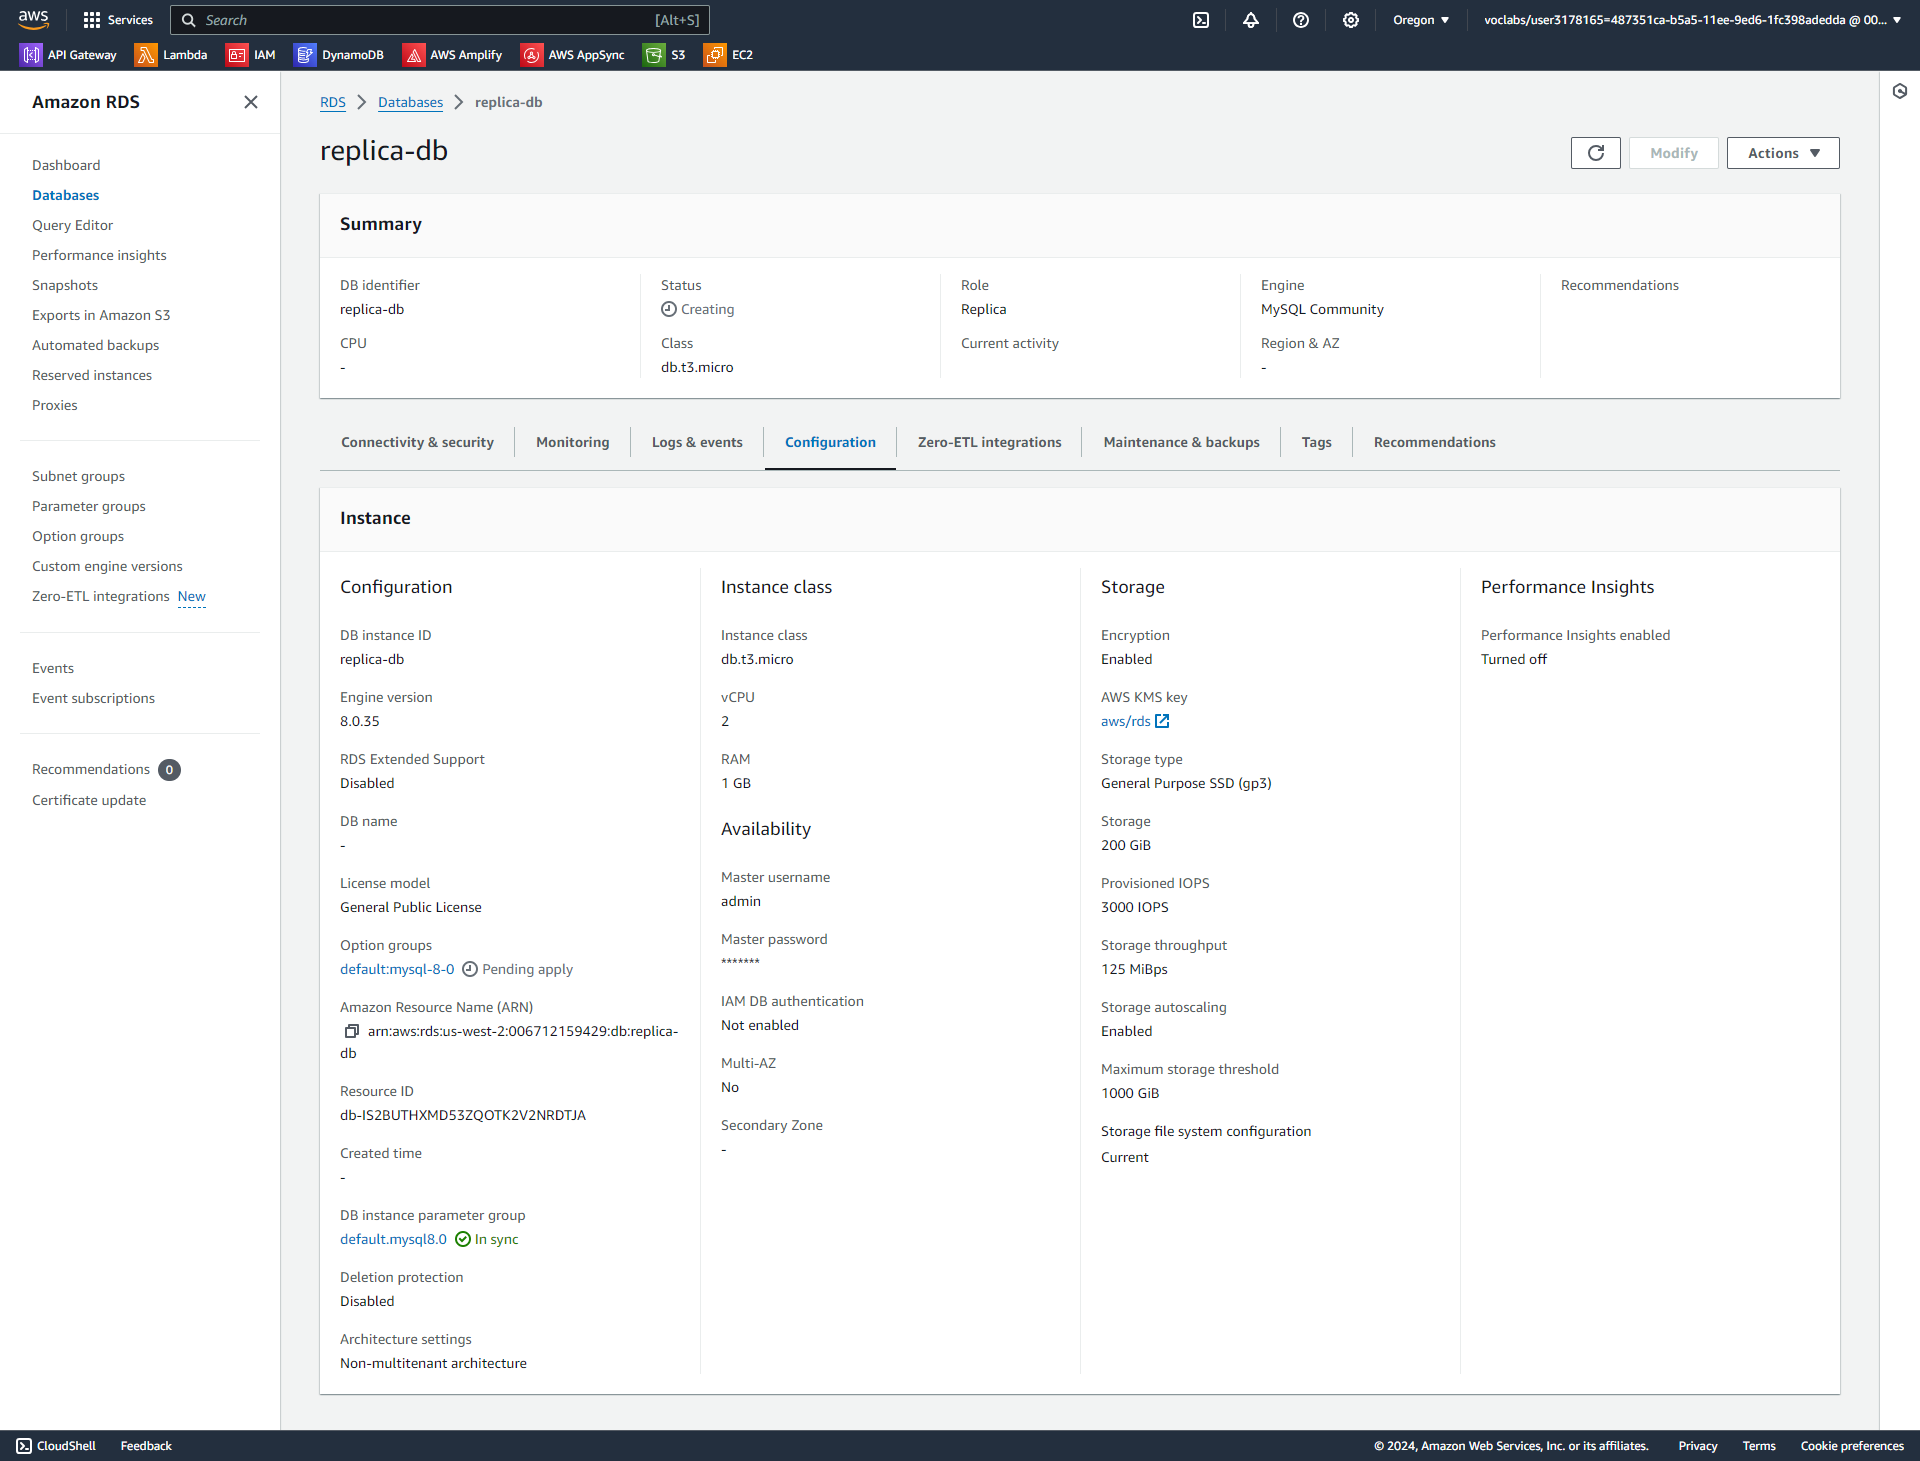 aws
Services
Search
[Alt+S]
Oregon ▼
voclabs/user3178165=487351ca-b5a5-11ee-9ed6-1fc398adedda @ 00... ▼
API Gateway
Lambda
IAM
DynamoDB
AWS Amplify
AWS AppSync
S3
EC2
Amazon RDS
Dashboard
Databases
Query Editor
Performance insights
Snapshots
Exports in Amazon S3
Automated backups
Reserved instances
Proxies
Subnet groups
Parameter groups
Option groups
Custom engine versions
Zero-ETL integrations New
Events
Event subscriptions
Recommendations 0
Certificate update
RDS > Databases > replica-db
replica-db
Modify
Actions ▼
Summary
DB identifier
replica-db
CPU
-
Status
Creating
Class
db.t3.micro
Role
Replica
Current activity
Engine
MySQL Community
Region & AZ
-
Recommendations
Connectivity & security
Monitoring
Logs & events
Configuration
Zero-ETL integrations
Maintenance & backups
Tags
Recommendations
Instance
Configuration
DB instance ID
replica-db
Engine version
8.0.35
RDS Extended Support
Disabled
DB name
-
License model
General Public License
Option groups
default:mysql-8-0 Pending apply
Amazon Resource Name (ARN)
arn:aws:rds:us-west-2:006712159429:db:replica-
db
Resource ID
db-IS2BUTHXMD53ZQOTK2V2NRDTJA
Created time
-
DB instance parameter group
default.mysql8.0 In sync
Deletion protection
Disabled
Architecture settings
Non-multitenant architecture
Instance class
Instance class
db.t3.micro
vCPU
2
RAM
1 GB
Availability
Master username
admin
Master password
*******
IAM DB authentication
Not enabled
Multi-AZ
No
Secondary Zone
-
Storage
Encryption
Enabled
AWS KMS key
aws/rds
Storage type
General Purpose SSD (gp3)
Storage
200 GiB
Provisioned IOPS
3000 IOPS
Storage throughput
125 MiBps
Storage autoscaling
Enabled
Maximum storage threshold
1000 GiB
Storage file system configuration
Current
Performance Insights
Performance Insights enabled
Turned off
CloudShell
Feedback
© 2024, Amazon Web Services, Inc. or its affiliates.
Privacy
Terms
Cookie preferences